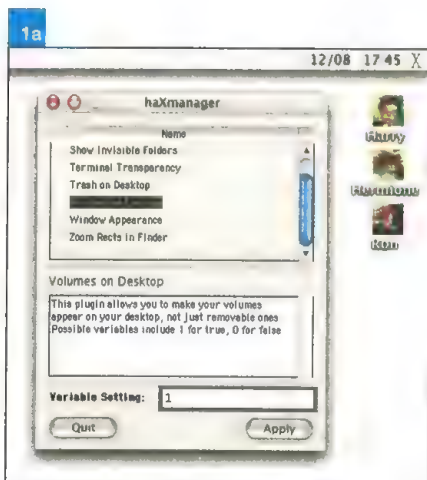 1a
12/08 17 45 X
haXmanager
Name
Show Invisible Folders
Terminal Transparency
Trash on Desktop
Window Appearance
Zoom Rects in Finder
Harry
Hermione
Ron
Volumes on Desktop
This plugin allows you to make your volumes
appear on your desktop, not just removable ones
Possible variables include 1 for true, 0 for false
Variable Setting: 1
Quit Apply